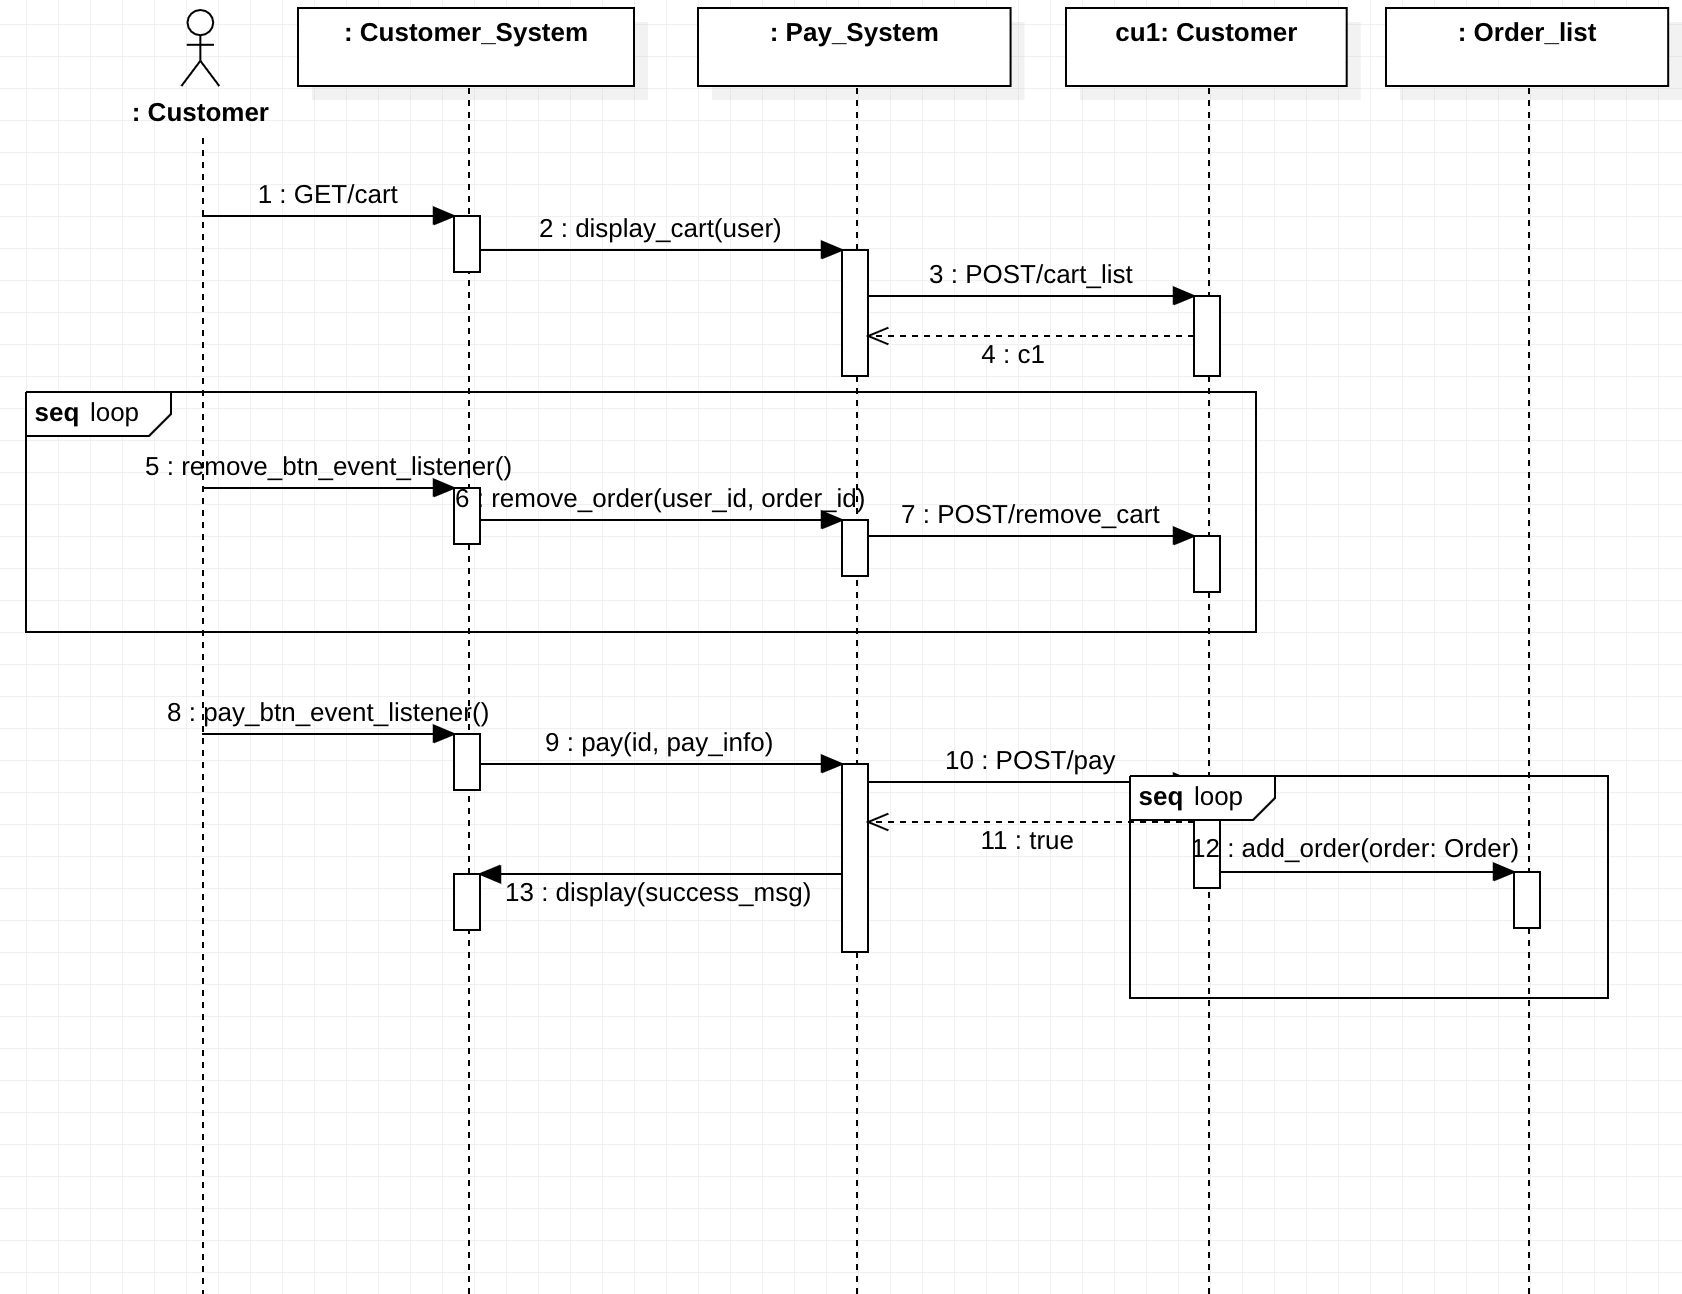 : Customer
: Customer_System
: Pay_System
cu1: Customer
: Order_list
1 : GET/cart
2 : display_cart(user)
3 : POST/cart_list
4 : c1
seq loop
5 : remove_btn_event_listener()
6 : remove_order(user_id, order_id)
7 : POST/remove_cart
8 : pay_btn_event_listener()
9 : pay(id, pay_info)
10 : POST/pay
seq loop
11 : true
12 : add_order(order: Order)
13 : display(success_msg)